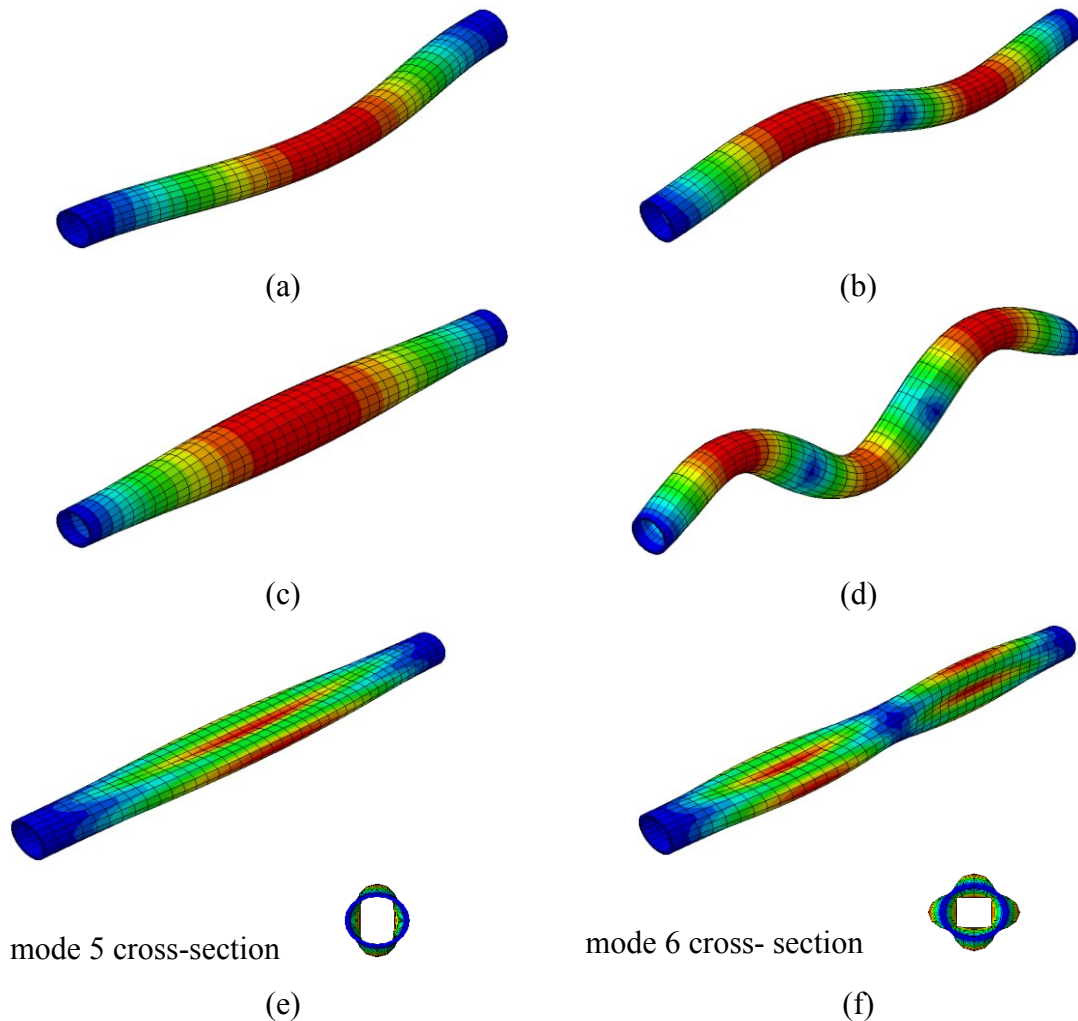 (a)
(b)
(c)
(d)
mode 5 cross-section
mode 6 cross- section
(e)
(f)